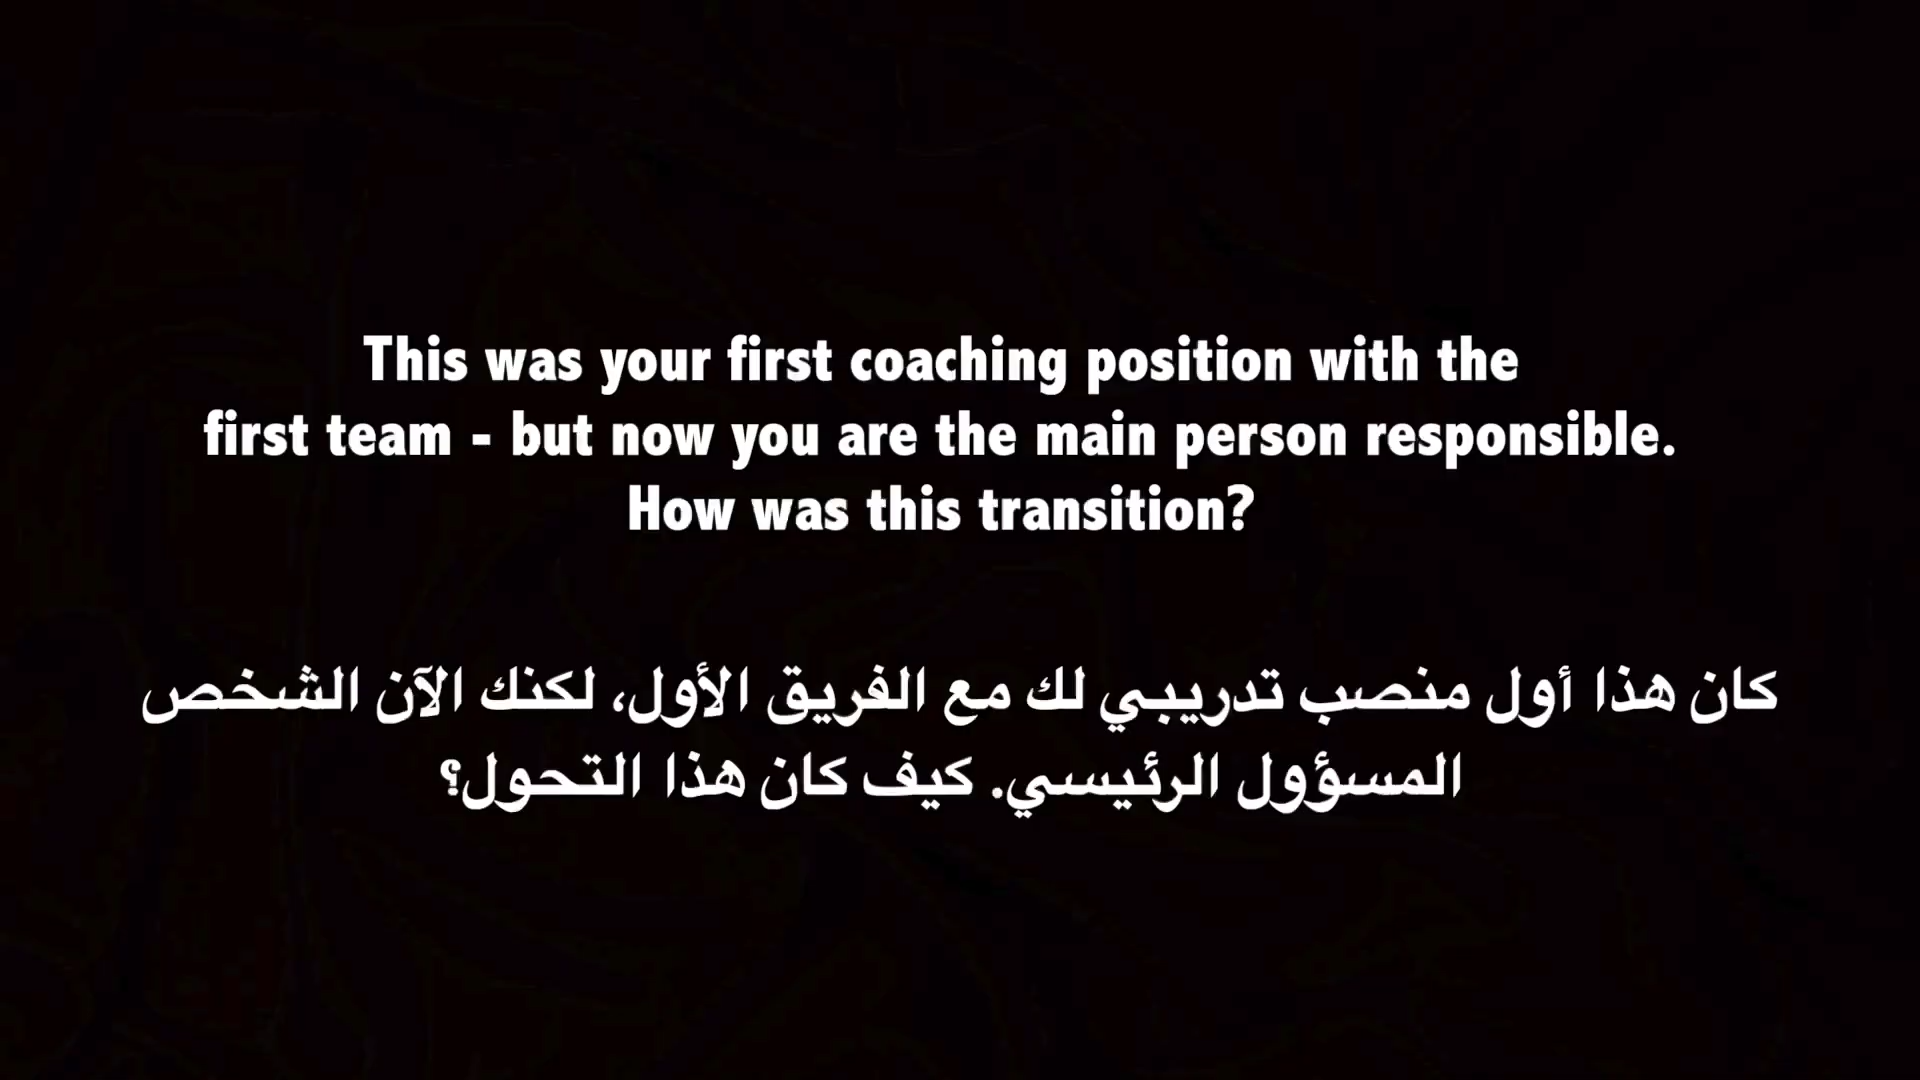 This was your first coaching position with the
first team - but now you are the main person responsible.
How was this transition?
كان هذا أول منصب تدريبي لك مع الفريق الأول، لكنك الآن الشخص
المسؤول الرئيسي. كيف كان هذا التحول؟